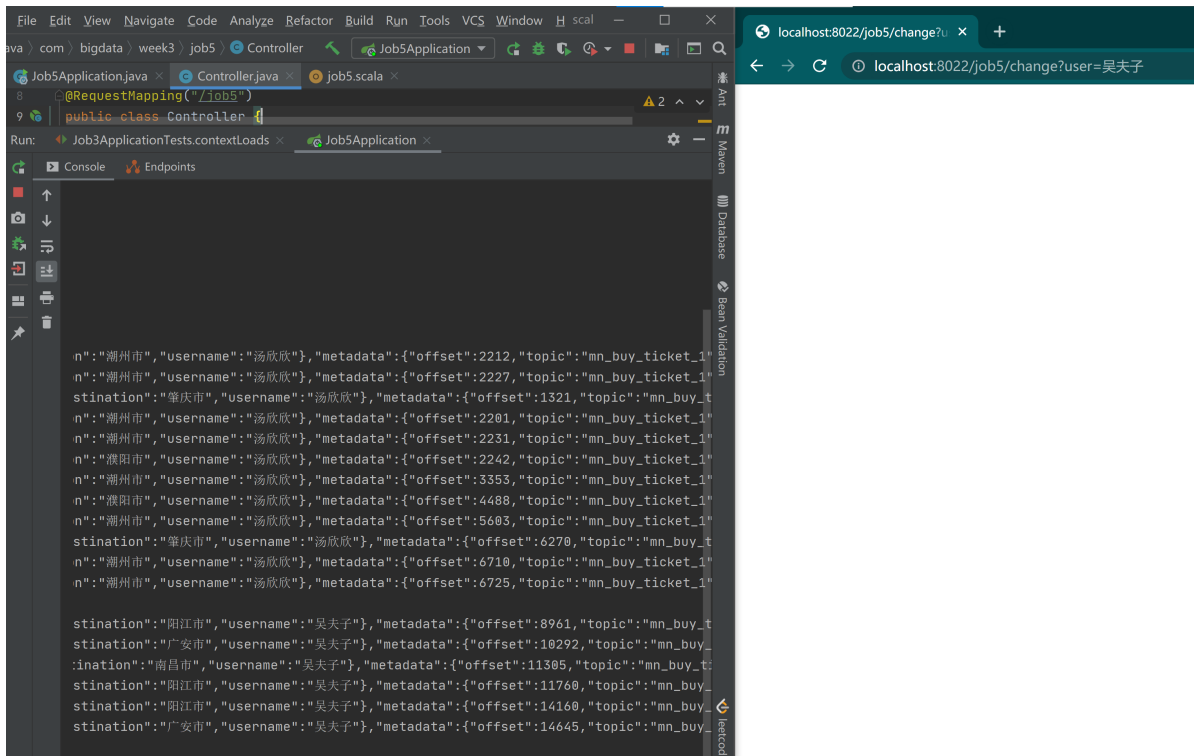 File Edit View Navigate Code Analyze Refactor Build Run Tools VCS Window H scal
ava com bigdata week3 job5 Controller Job5Application
Job5Application.java Controller.java job5.scala
8 @RequestMapping("/job5")
2
9 public class Controller {
Run: Job3ApplicationTests.contextLoads Job5Application
Console Endpoints
n":"潮州市","username":"汤欣欣"},"metadata":{"offset":2212,"topic":"mn_buy_ticket_1"
n":"潮州市","username":"汤欣欣"},"metadata":{"offset":2227,"topic":"mn_buy_ticket_1"
stination":"肇庆市","username":"汤欣欣"},"metadata":{"offset":1321,"topic":"mn_buy_t
n":"潮州市","username":"汤欣欣"},"metadata":{"offset":2201,"topic":"mn_buy_ticket_1"
n":"潮州市","username":"汤欣欣"},"metadata":{"offset":2231,"topic":"mn_buy_ticket_1"
n":"濮阳市","username":"汤欣欣"},"metadata":{"offset":2242,"topic":"mn_buy_ticket_1"
n":"潮州市","username":"汤欣欣"},"metadata":{"offset":3353,"topic":"mn_buy_ticket_1"
n":"濮阳市","username":"汤欣欣"},"metadata":{"offset":4488,"topic":"mn_buy_ticket_1"
n":"潮州市","username":"汤欣欣"},"metadata":{"offset":5603,"topic":"mn_buy_ticket_1"
stination":"肇庆市","username":"汤欣欣"},"metadata":{"offset":6270,"topic":"mn_buy_t
n":"潮州市","username":"汤欣欣"},"metadata":{"offset":6710,"topic":"mn_buy_ticket_1"
n":"潮州市","username":"汤欣欣"},"metadata":{"offset":6725,"topic":"mn_buy_ticket_1"
stination":"阳江市","username":"吴夫子"},"metadata":{"offset":8961,"topic":"mn_buy_t
stination":"广安市","username":"吴夫子"},"metadata":{"offset":10292,"topic":"mn_buy_
:ination":"南昌市","username":"吴夫子"},"metadata":{"offset":11305,"topic":"mn_buy_t
stination":"阳江市","username":"吴夫子"},"metadata":{"offset":11760,"topic":"mn_buy_
stination":"阳江市","username":"吴夫子"},"metadata":{"offset":14160,"topic":"mn_buy_
stination":"广安市","username":"吴夫子"},"metadata":{"offset":14645,"topic":"mn_buy_
Ant
Maven
Database
Bean Validation
leetcod
localhost:8022/job5/change?u
localhost:8022/job5/change?user=吴夫子